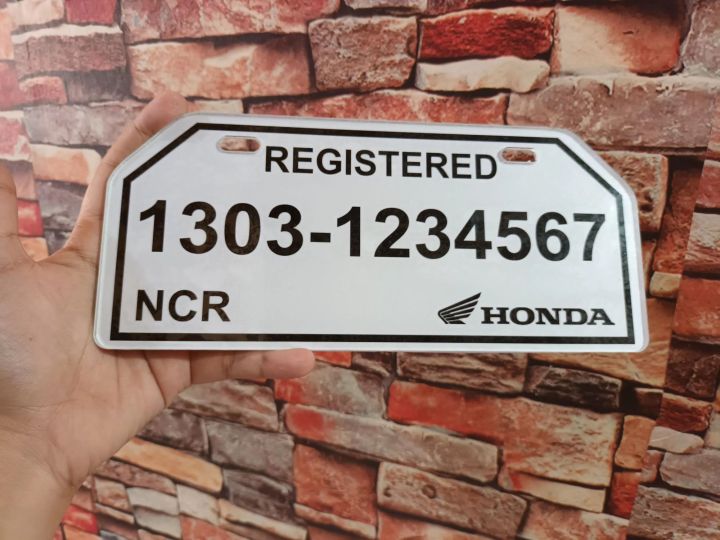 REGISTERED
1303-1234567
NCR
HONDA